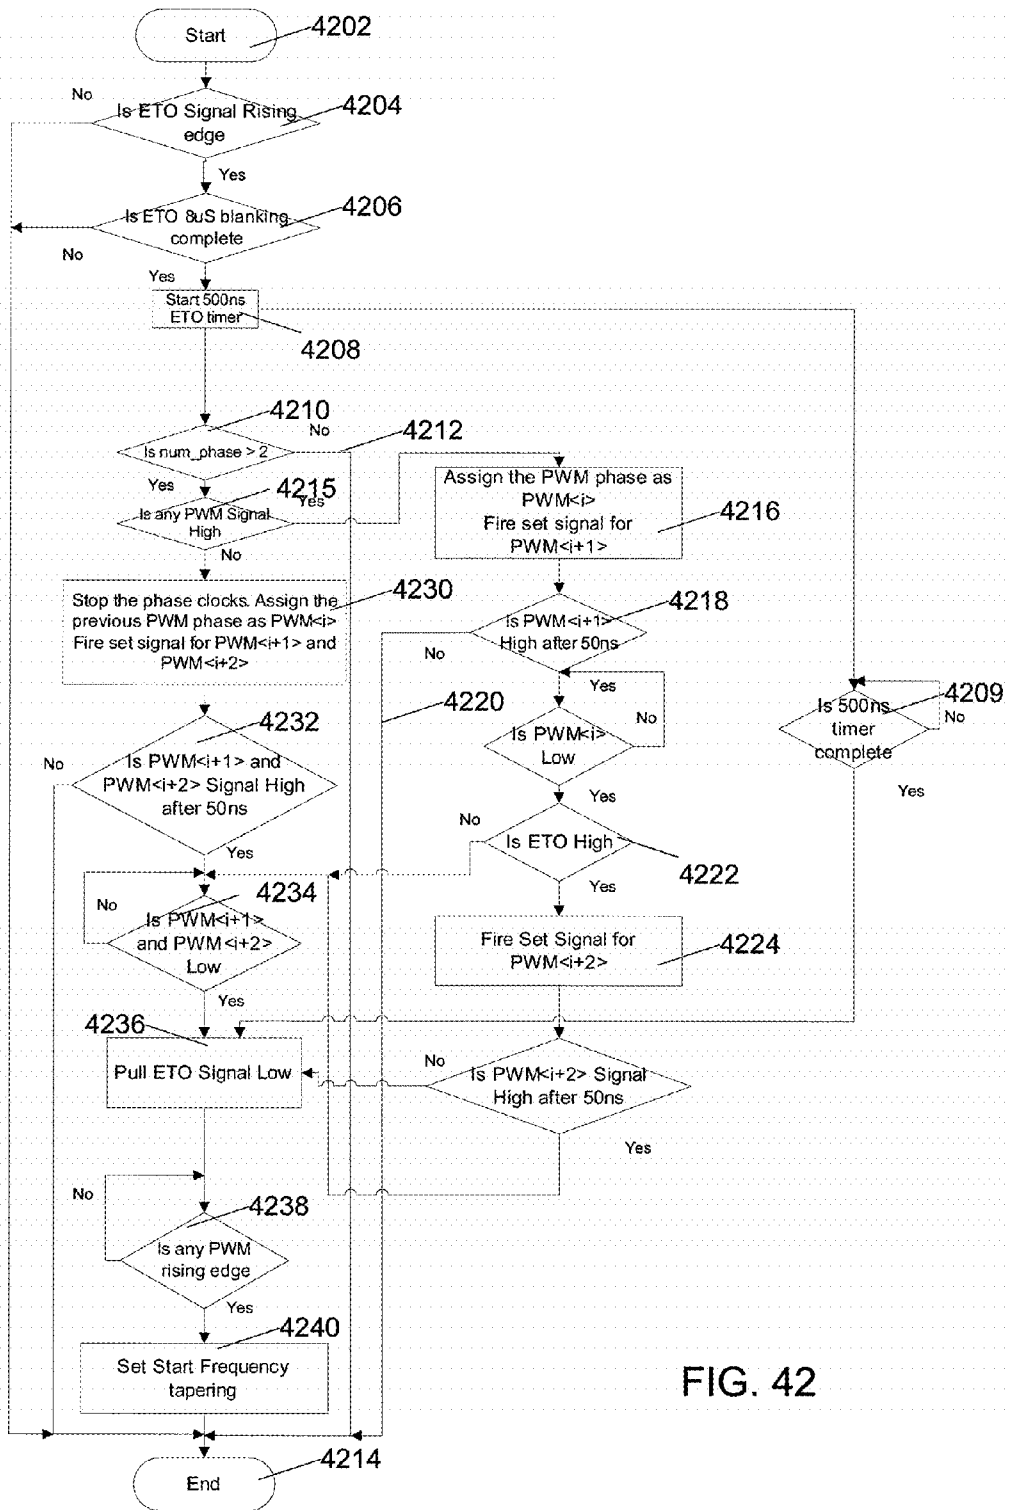 Start
4202
No
Is ETO Signal Rising
edge
4204
Yes
Is ETO 8uS blanking
complete
4206
No
Yes
Start 500ns
ETO timer
4208
4210
No
4212
Is num_phase > 2
Yes
4215
Yes
Is any PWM Signal
High
No
Assign the PWM phase as
PWM<i>
Fire set signal for
PWM<i+1>
4216
Stop the phase clocks. Assign the
previous PWM phase as PWM<i>
Fire set signal for PWM<i+1> and
PWM<i+2>
4230
Is PWM<i+1>
High after 50ns
4218
No
Yes
4220
Is PWM<i>
Low
No
Yes
Is 500ns
timer
complete
4209
No
Yes
4232
No
Is PWM<i+1> and
PWM<i+2> Signal High
after 50ns
Yes
No
Is ETO High
4222
Yes
4234
No
Is PWM<i+1>
and PWM<i+2>
Low
Yes
Fire Set Signal for
PWM<i+2>
4224
4236
Pull ETO Signal Low
No
Is PWM<i+2> Signal
High after 50ns
Yes
No
4238
Is any PWM
rising edge
Yes
4240
Set Start Frequency
tapering
FIG. 42
4214
End